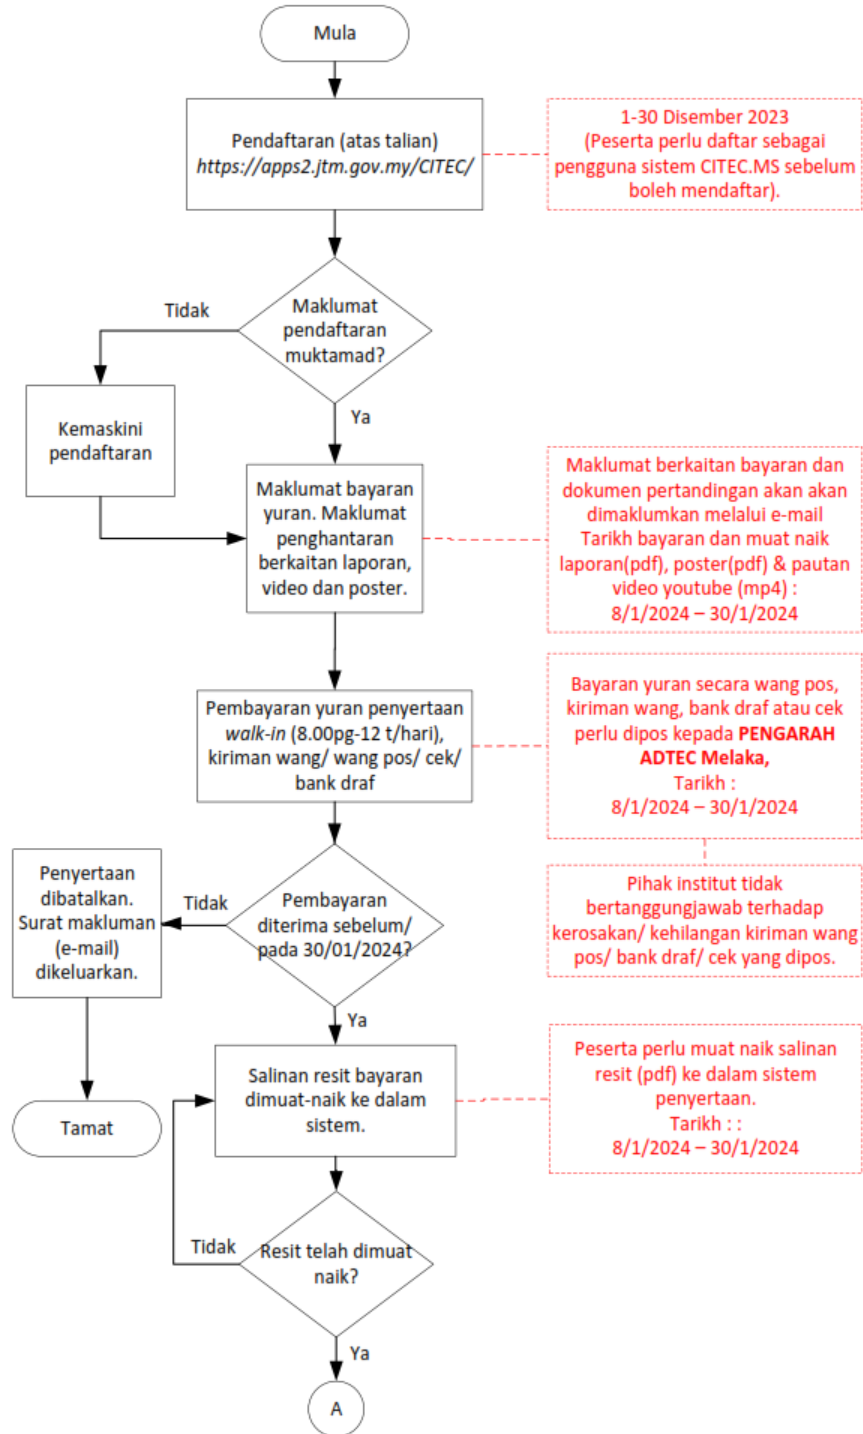 Mula
Pendaftaran (atas talian)
https://apps2.jtm.gov.my/CITEC/
1-30 Disember 2023
(Peserta perlu daftar sebagai
pengguna sistem CITEC.MS sebelum
boleh mendaftar).
Maklumat
pendaftaran
muktamad?
Tidak
Ya
Kemaskini
pendaftaran
Maklumat bayaran
yuran. Maklumat
penghantaran
berkaitan laporan,
video dan poster.
Maklumat berkaitan bayaran dan
dokumen pertandingan akan akan
dimaklumkan melalui e-mail
Tarikh bayaran dan muat naik
laporan(pdf), poster(pdf) & pautan
video youtube (mp4) :
8/1/2024 – 30/1/2024
Pembayaran yuran penyertaan
walk-in (8.00pg-12 t/hari),
kiriman wang/ wang pos/ cek/
bank draf
Bayaran yuran secara wang pos,
kiriman wang, bank draf atau cek
perlu dipos kepada PENGARAH
ADTEC Melaka,
Tarikh :
8/1/2024 – 30/1/2024
Pihak institut tidak
bertanggungjawab terhadap
kerosakan/ kehilangan kiriman wang
pos/ bank draf/ cek yang dipos.
Pembayaran
diterima sebelum/
pada 30/01/2024?
Tidak
Ya
Penyertaan
dibatalkan.
Surat makluman
(e-mail)
dikeluarkan.
Tamat
Salinan resit bayaran
dimuat-naik ke dalam
sistem.
Peserta perlu muat naik salinan
resit (pdf) ke dalam sistem
penyertaan.
Tarikh : :
8/1/2024 – 30/1/2024
Resit telah dimuat
naik?
Tidak
Ya
A